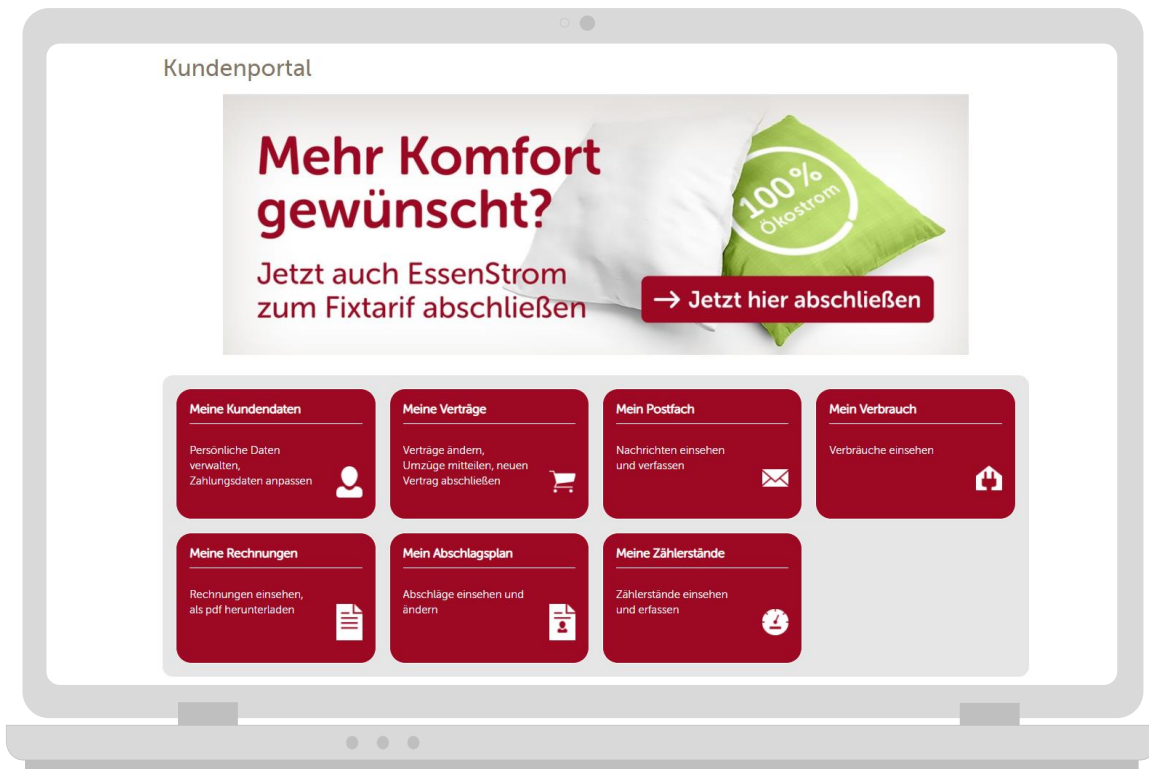 Kundenportal
Mehr Komfort
gewünscht?
100 %
Ökostrom
Jetzt auch EssenStrom
zum Fixtarif abschließen
→ Jetzt hier abschließen
Meine Kundendaten
Persönliche Daten
verwalten,
Zahlungsdaten anpassen
Meine Verträge
Verträge ändern,
Umzüge mitteilen, neuen
Vertrag abschließen
Mein Postfach
Nachrichten einsehen
und verfassen
Mein Verbrauch
Verbräuche einsehen
Meine Rechnungen
Rechnungen einsehen,
als pdf herunterladen
Mein Abschlagsplan
Abschläge einsehen und
ändern
Meine Zählerstände
Zählerstände einsehen
und erfassen